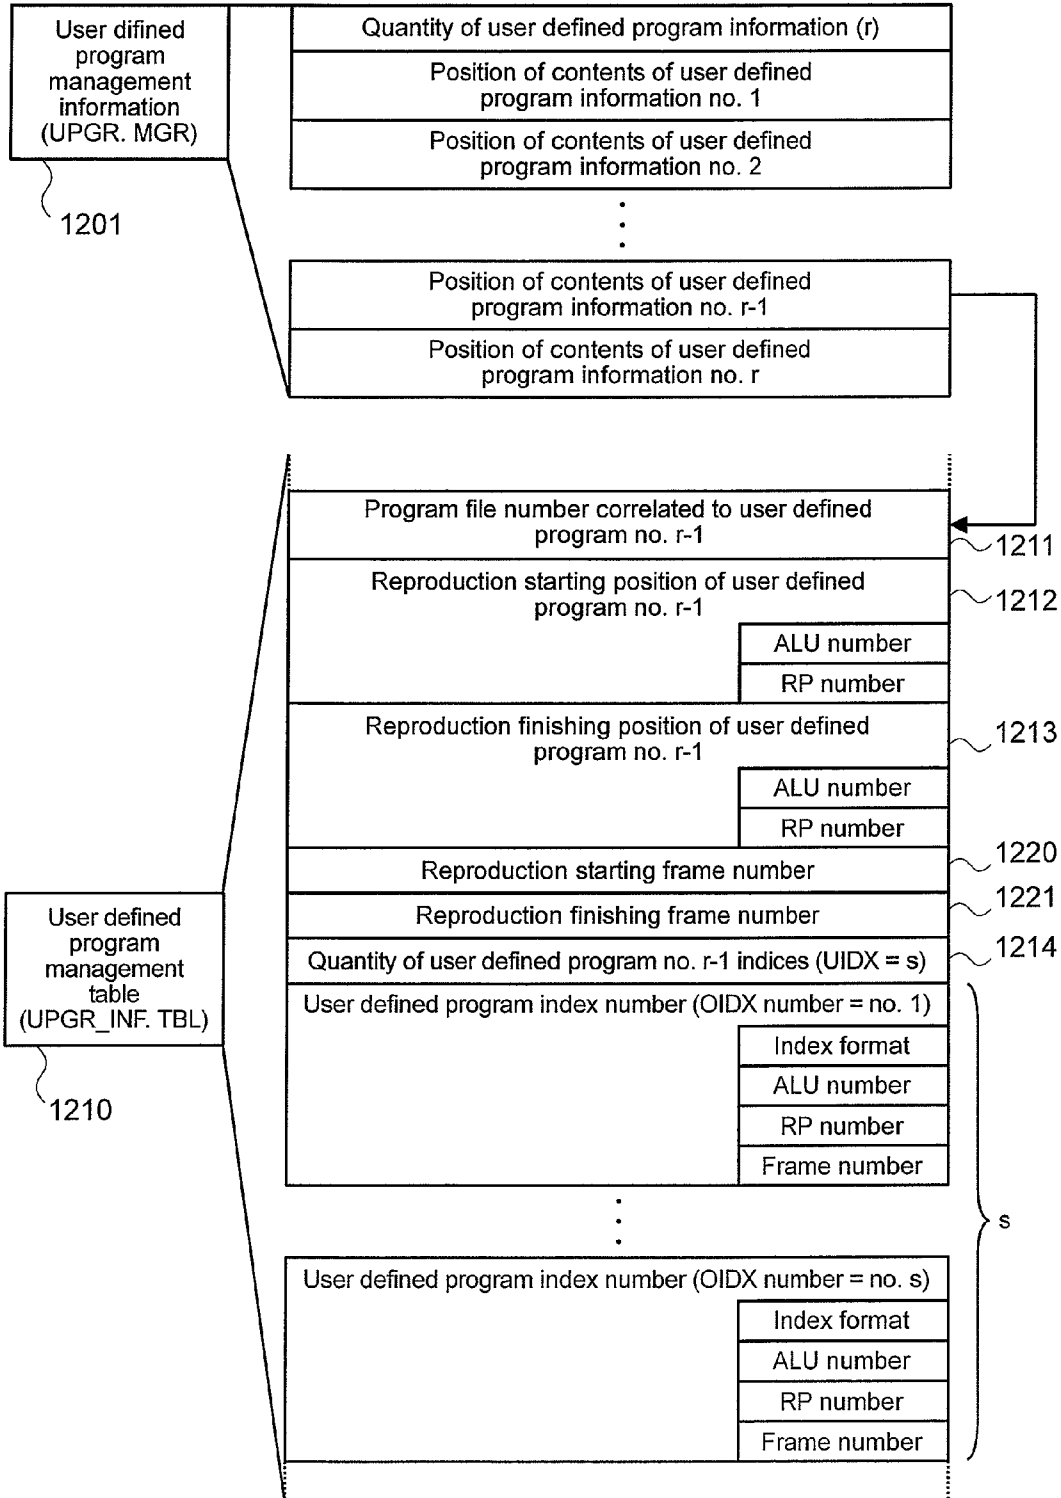 User difined
program
management
information
(UPGR. MGR)
1201
Quantity of user defined program information (r)
Position of contents of user defined
program information no. 1
Position of contents of user defined
program information no. 2
Position of contents of user defined
program information no. r-1
Position of contents of user defined
program information no. r
Program file number correlated to user defined
program no. r-1
1211
Reproduction starting position of user defined
program no. r-1
1212
ALU number
RP number
Reproduction finishing position of user defined
program no. r-1
1213
ALU number
RP number
Reproduction starting frame number
1220
Reproduction finishing frame number
1221
Quantity of user defined program no. r-1 indices (UIDX = s)
1214
User defined
program
management
table
(UPGR_INF. TBL)
1210
User defined program index number (OIDX number = no. 1)
Index format
ALU number
RP number
Frame number
s
User defined program index number (OIDX number = no. s)
Index format
ALU number
RP number
Frame number